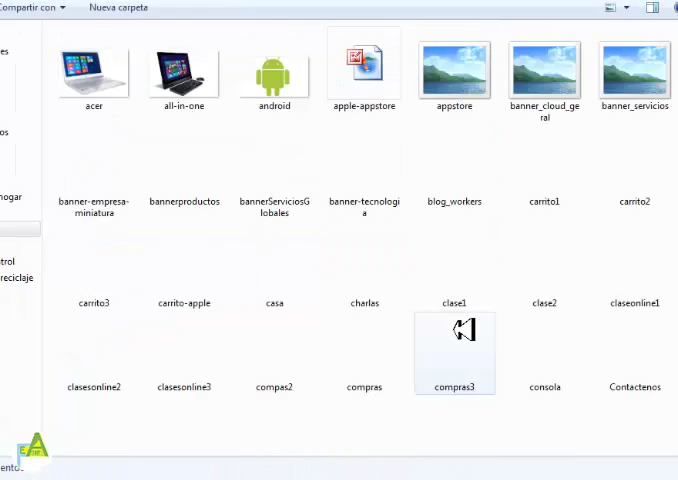 Compartir con
Nueva carpeta
es
os
hogar
trol
reciclaje
acer
all-in-one
android
apple-appstore
appstore
banner_cloud_ge
ral
banner_servicios
banner-empresa-
miniatura
bannerproductos
bannerServiciosG
lobales
banner-tecnologi
a
blog_workers
carrito1
carrito2
carrito3
carrito-apple
casa
charlas
clase1
clase2
claseonline1
clasesonline2
clasesonline3
compas2
compras
compras3
consola
Contactenos